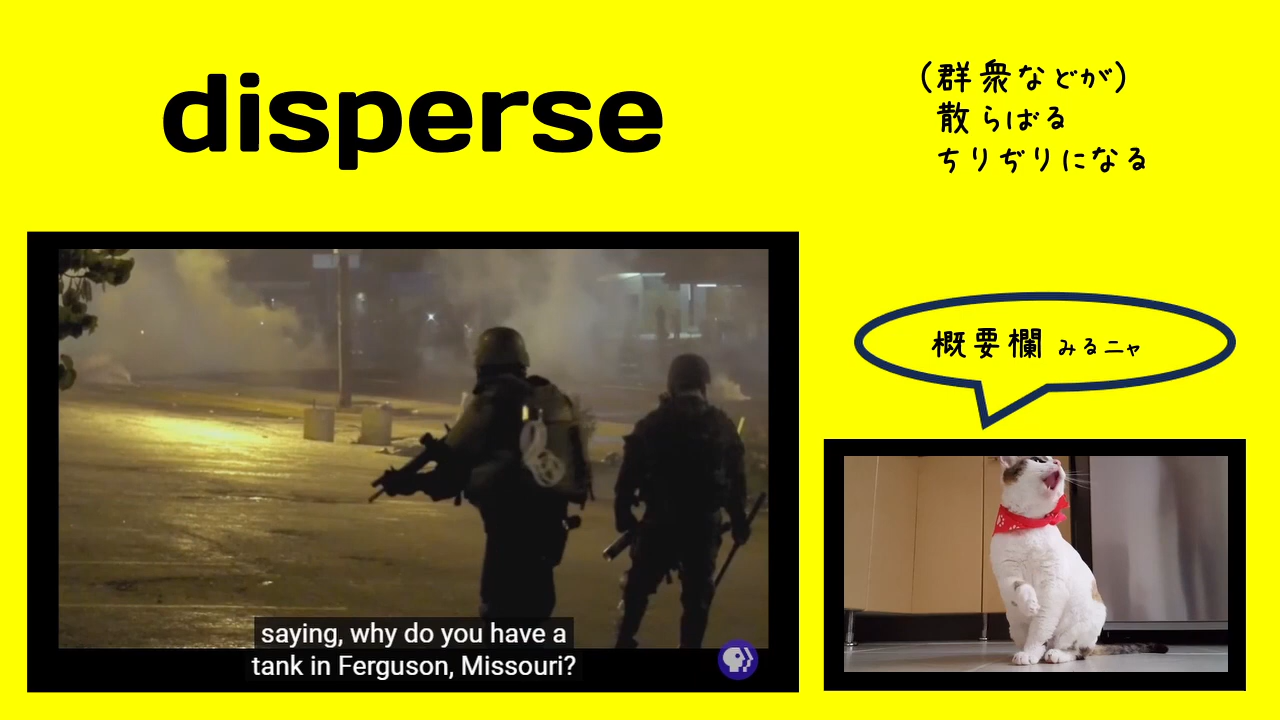 disperse
(群衆などが)
散らばる
ちりぢりになる
概要欄 みるニャ
saying, why do you have a
tank in Ferguson, Missouri?